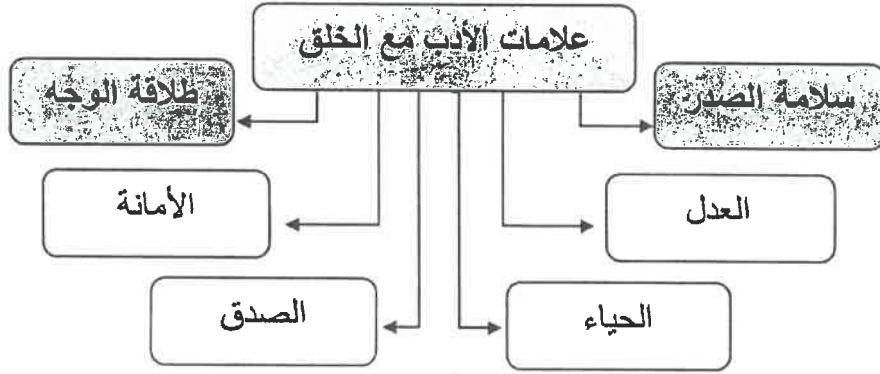 علامات الأدب مع الخلق
سلامة الصدر
طلاقة الوجه
العدل
الأمانة
الحياء
الصدق